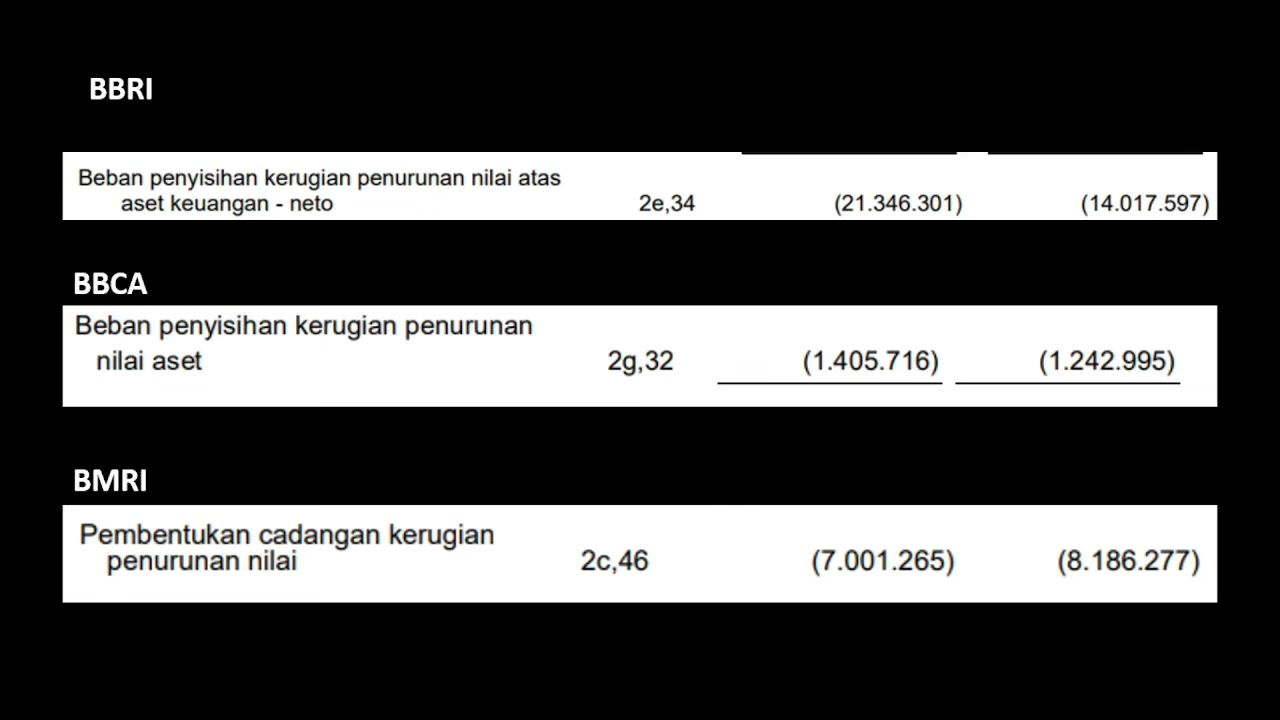 BBRI
Beban penyisihan kerugian penurunan nilai atas
aset keuangan - neto 2e,34 (21.346.301) (14.017.597)
BBCA
Beban penyisihan kerugian penurunan
nilai aset 2g,32 (1.405.716) (1.242.995)
BMRI
Pembentukan cadangan kerugian
penurunan nilai 2c,46 (7.001.265) (8.186.277)